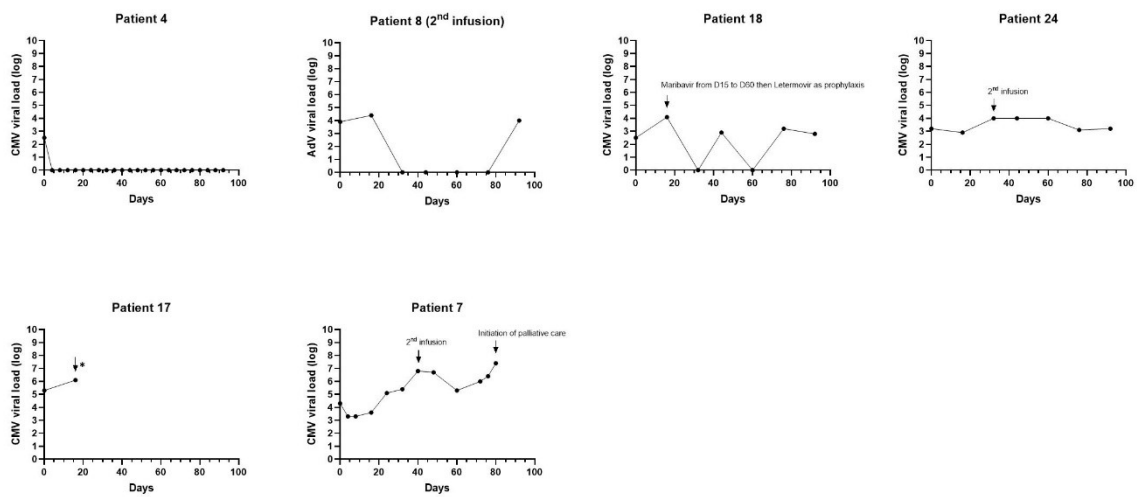 Patient 4
Patient 8 (2nd infusion)
Patient 18
Patient 24
CMV viral load (log)
10
9
8
7
6
5
4
3
2
1
0
0 20 40 60 80 100
Days
AdV viral load (log)
10
9
8
7
6
5
4
3
2
1
0
0 20 40 60 80 100
Days
CMV viral load (log)
10
9
8
7
6
5
4
3
2
1
0
Maribavir from D15 to D60 then Letermovir as prophylaxis
0 20 40 60 80 100
Days
CMV viral load (log)
10
9
8
7
6
5
4
3
2
1
0
2nd infusion
0 20 40 60 80 100
Days
Patient 17
Patient 7
CMV viral load (log)
10
9
8
7
6
5
4
3
2
1
0
*
0 20 40 60 80 100
Days
CMV viral load (log)
10
9
8
7
6
5
4
3
2
1
0
2nd infusion
Initiation of palliative care
0 20 40 60 80 100
Days